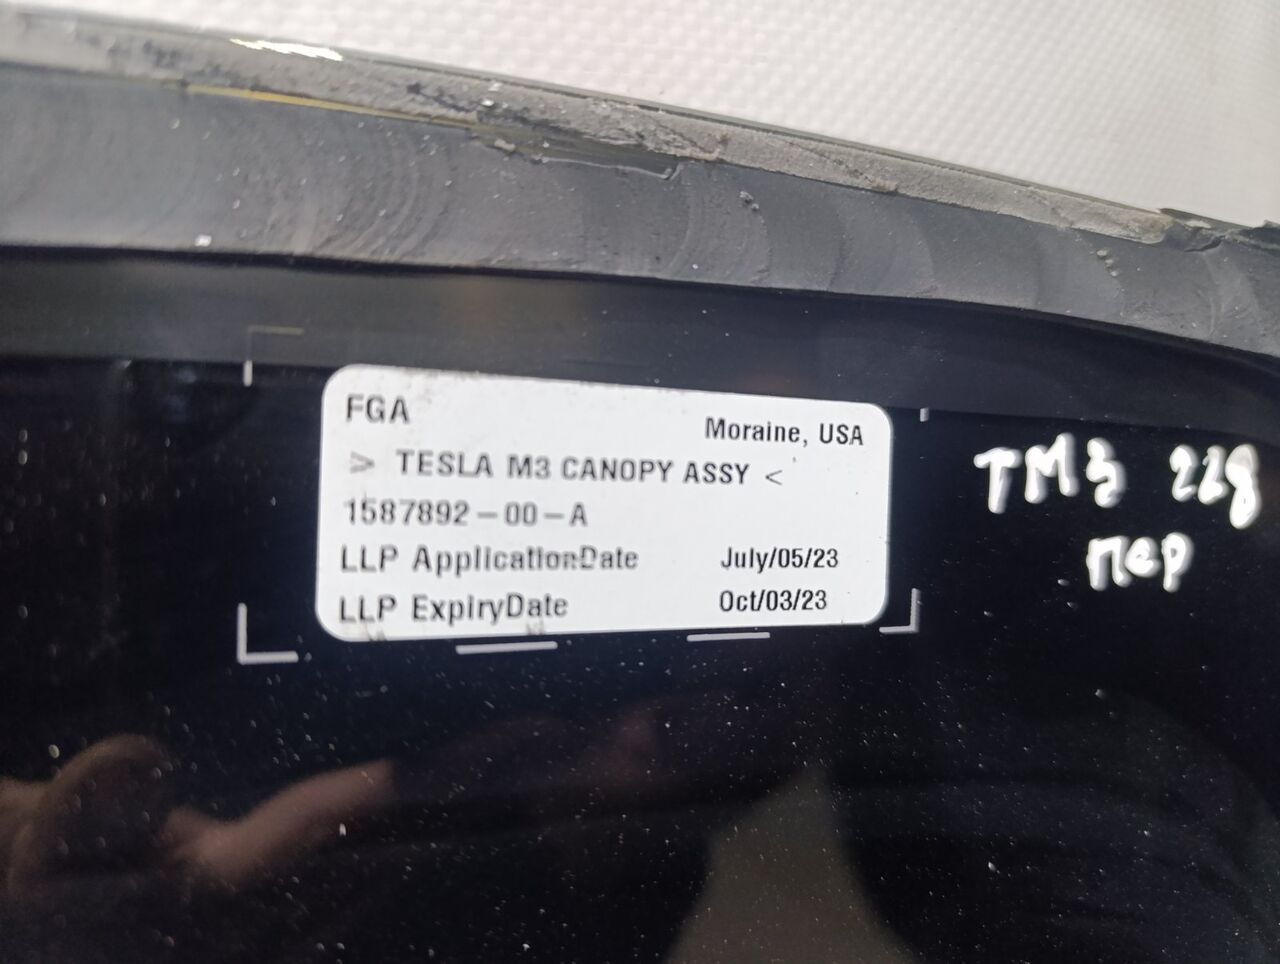 FGA
Moraine, USA
> TESLA M3 CANOPY ASSY <
1587892-00-A
LLP ApplicationDate July/05/23
LLP ExpiryDate Oct/03/23
TM3 228
пер